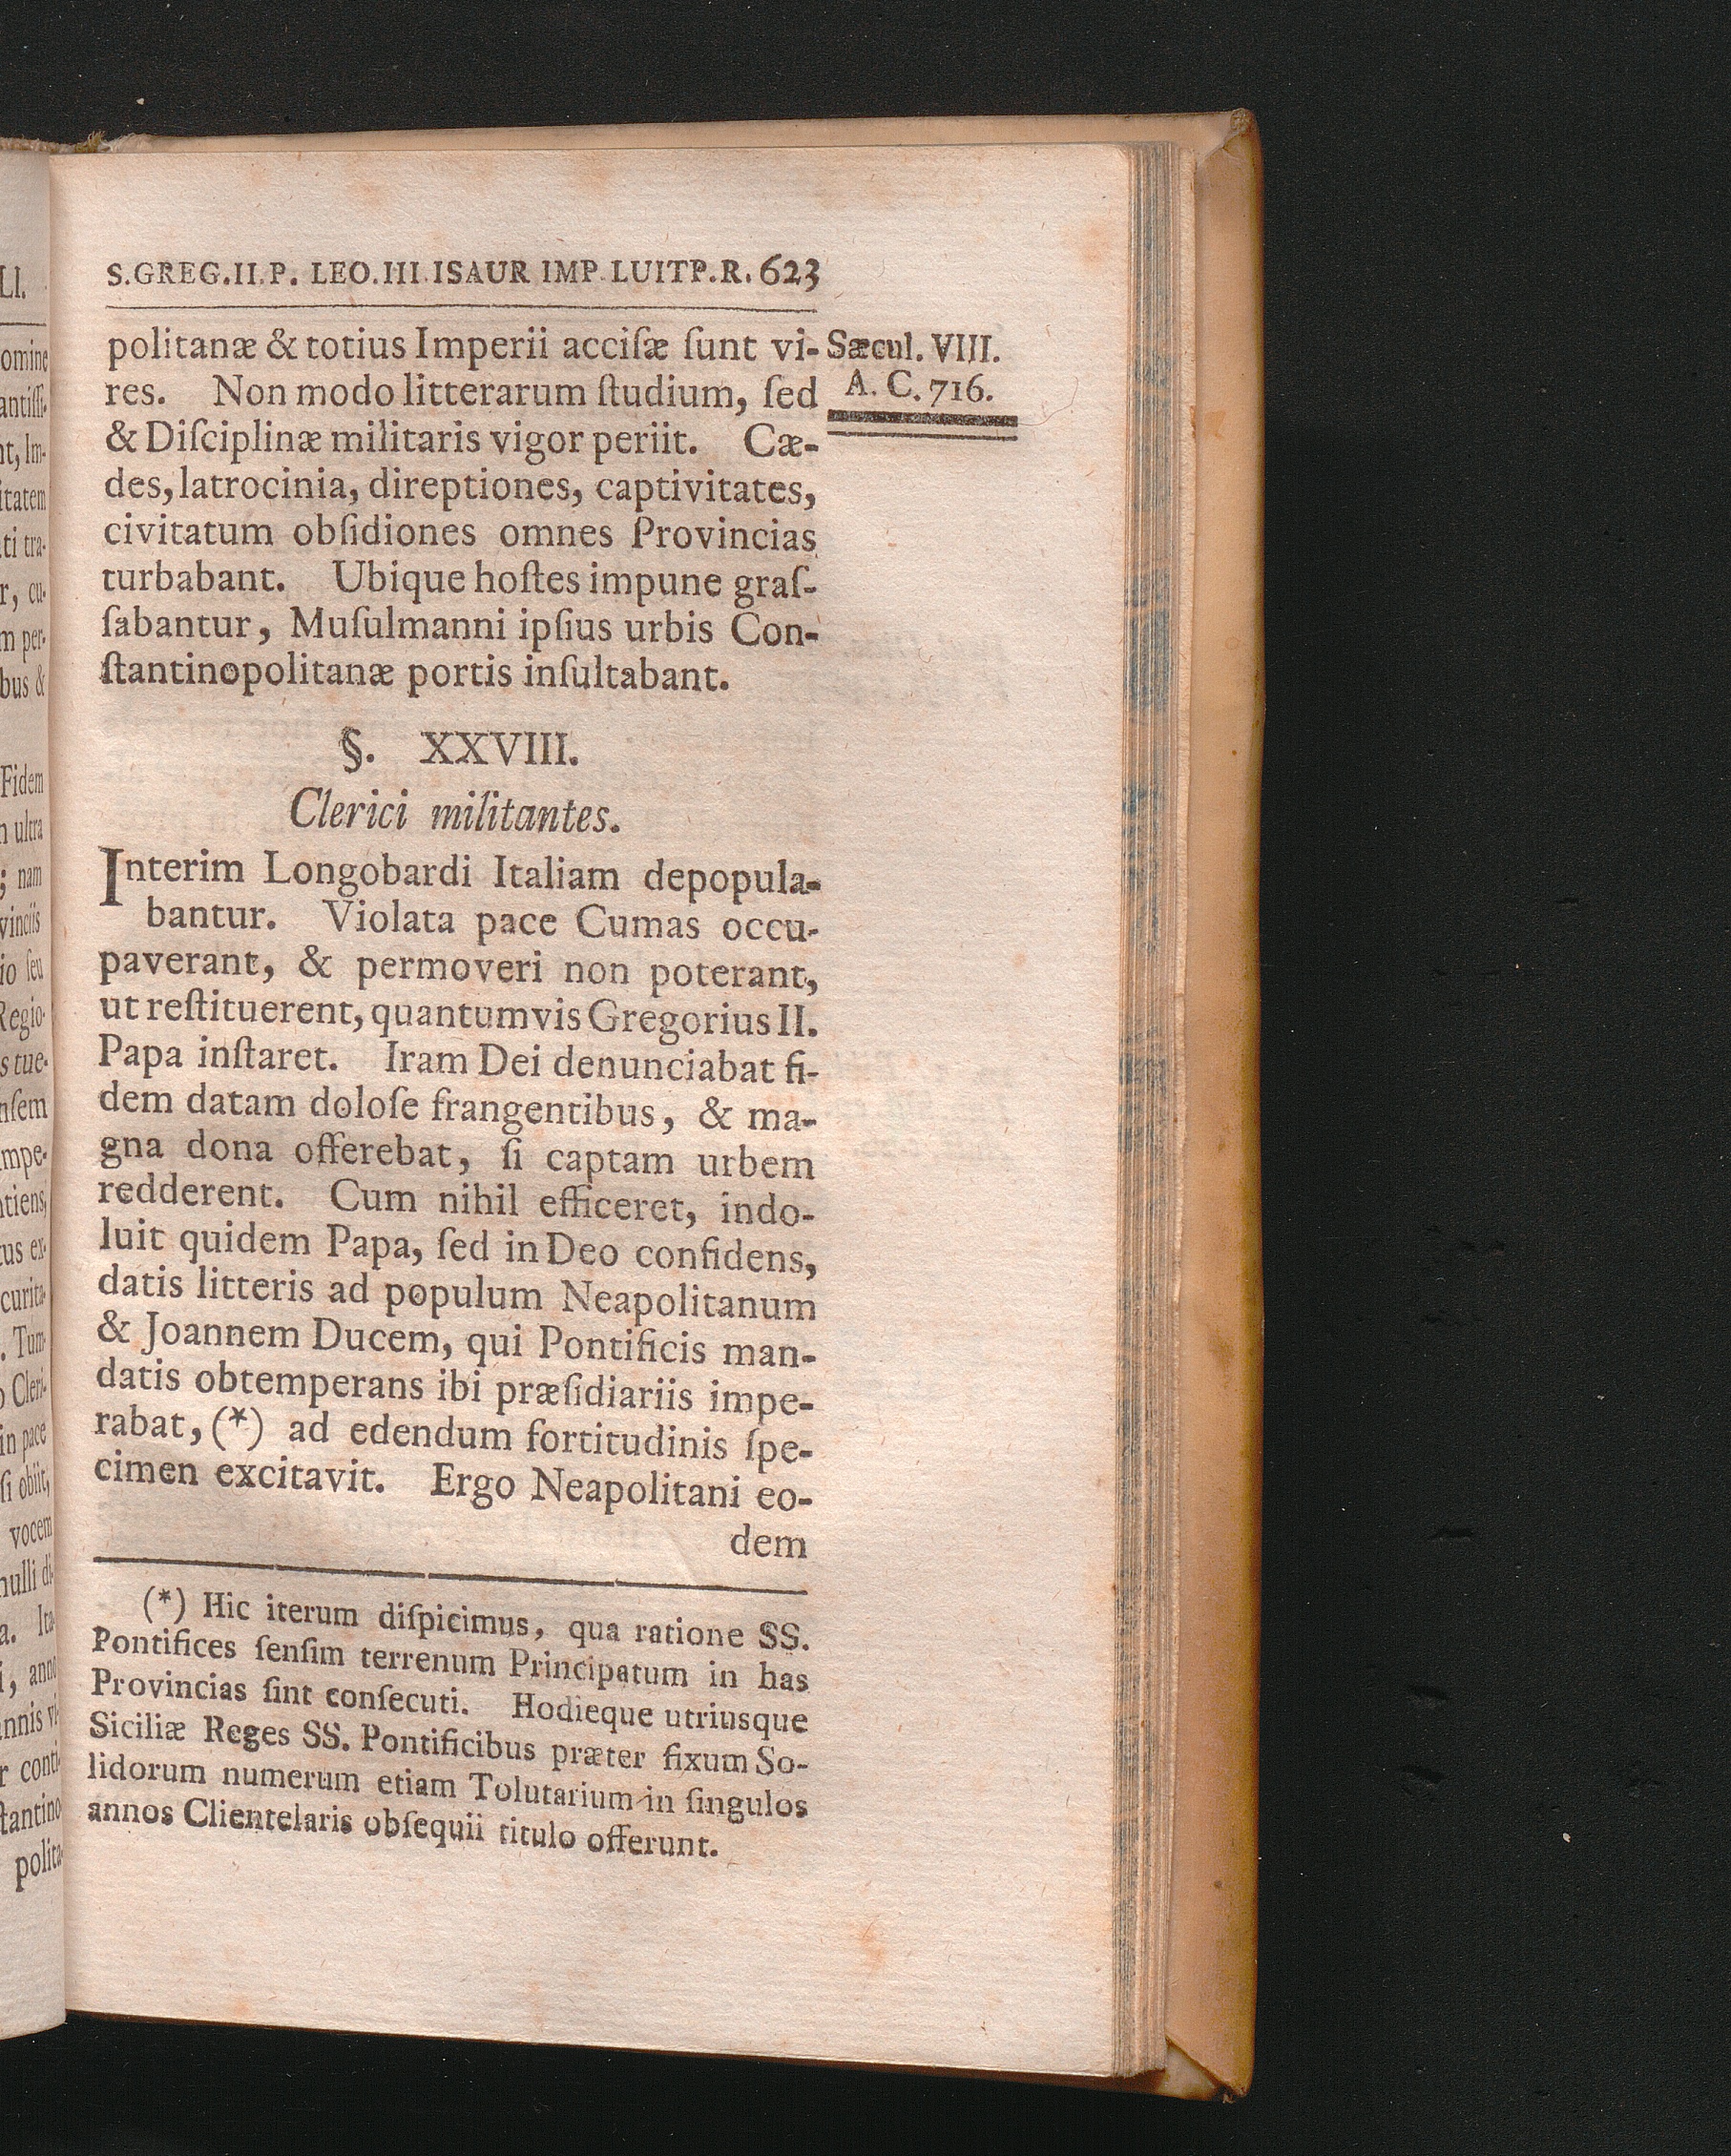 S.GREG.II.P. LEO.III.ISAUR IMP LUITP.R. 623
politanæ & totius Imperii acciſæ ſunt vi-
res. Non modo litterarum ſtudium, ſed
& Diſciplinæ militaris vigor periit. Cæ-
des, latrocinia, direptiones, captivitates,
civitatum obſidiones omnes Provincias
turbabant. Ubique hoſtes impune graſ-
ſabantur, Muſulmanni ipſius urbis Con-
ſtantinopolitanæ portis inſultabant.
Sæcul. VIII.
A. C. 716.
§. XXVIII.
Clerici militantes.
Interim Longobardi Italiam depopula-
bantur. Violata pace Cumas occu-
paverant, & permoveri non poterant,
ut reſtituerent, quantumvis Gregorius II.
Papa inſtaret. Iram Dei denunciabat fi-
dem datam doloſe frangentibus, & ma-
gna dona offerebat, ſi captam urbem
redderent. Cum nihil efficeret, indo-
luit quidem Papa, ſed in Deo confidens,
datis litteris ad populum Neapolitanum
& Joannem Ducem, qui Pontificis man-
datis obtemperans ibi præſidiariis impe-
rabat, (*) ad edendum fortitudinis ſpe-
cimen excitavit. Ergo Neapolitani eo-
dem
(*) Hic iterum diſpicimus, qua ratione SS.
Pontifices ſenſim terrenum Principatum in has
Provincias ſint conſecuti. Hodieque utriusque
Siciliæ Reges SS. Pontificibus præter fixum So-
lidorum numerum etiam Tolutarium in ſingulos
annos Clientelaris obſequii titulo offerunt.